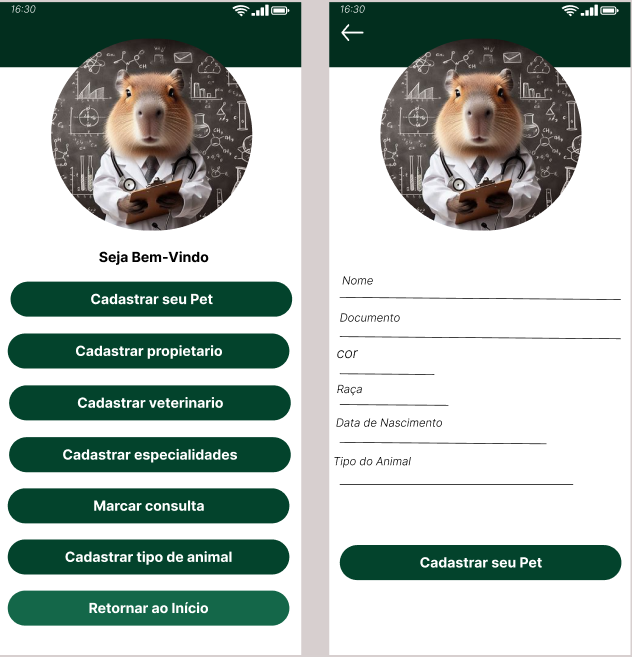 16:30
Seja Bem-Vindo
Cadastrar seu Pet
Cadastrar propietario
Cadastrar veterinario
Cadastrar especialidades
Marcar consulta
Cadastrar tipo de animal
Retornar ao Início
16:30
Nome
Documento
cor
Raça
Data de Nascimento
Tipo do Animal
Cadastrar seu Pet